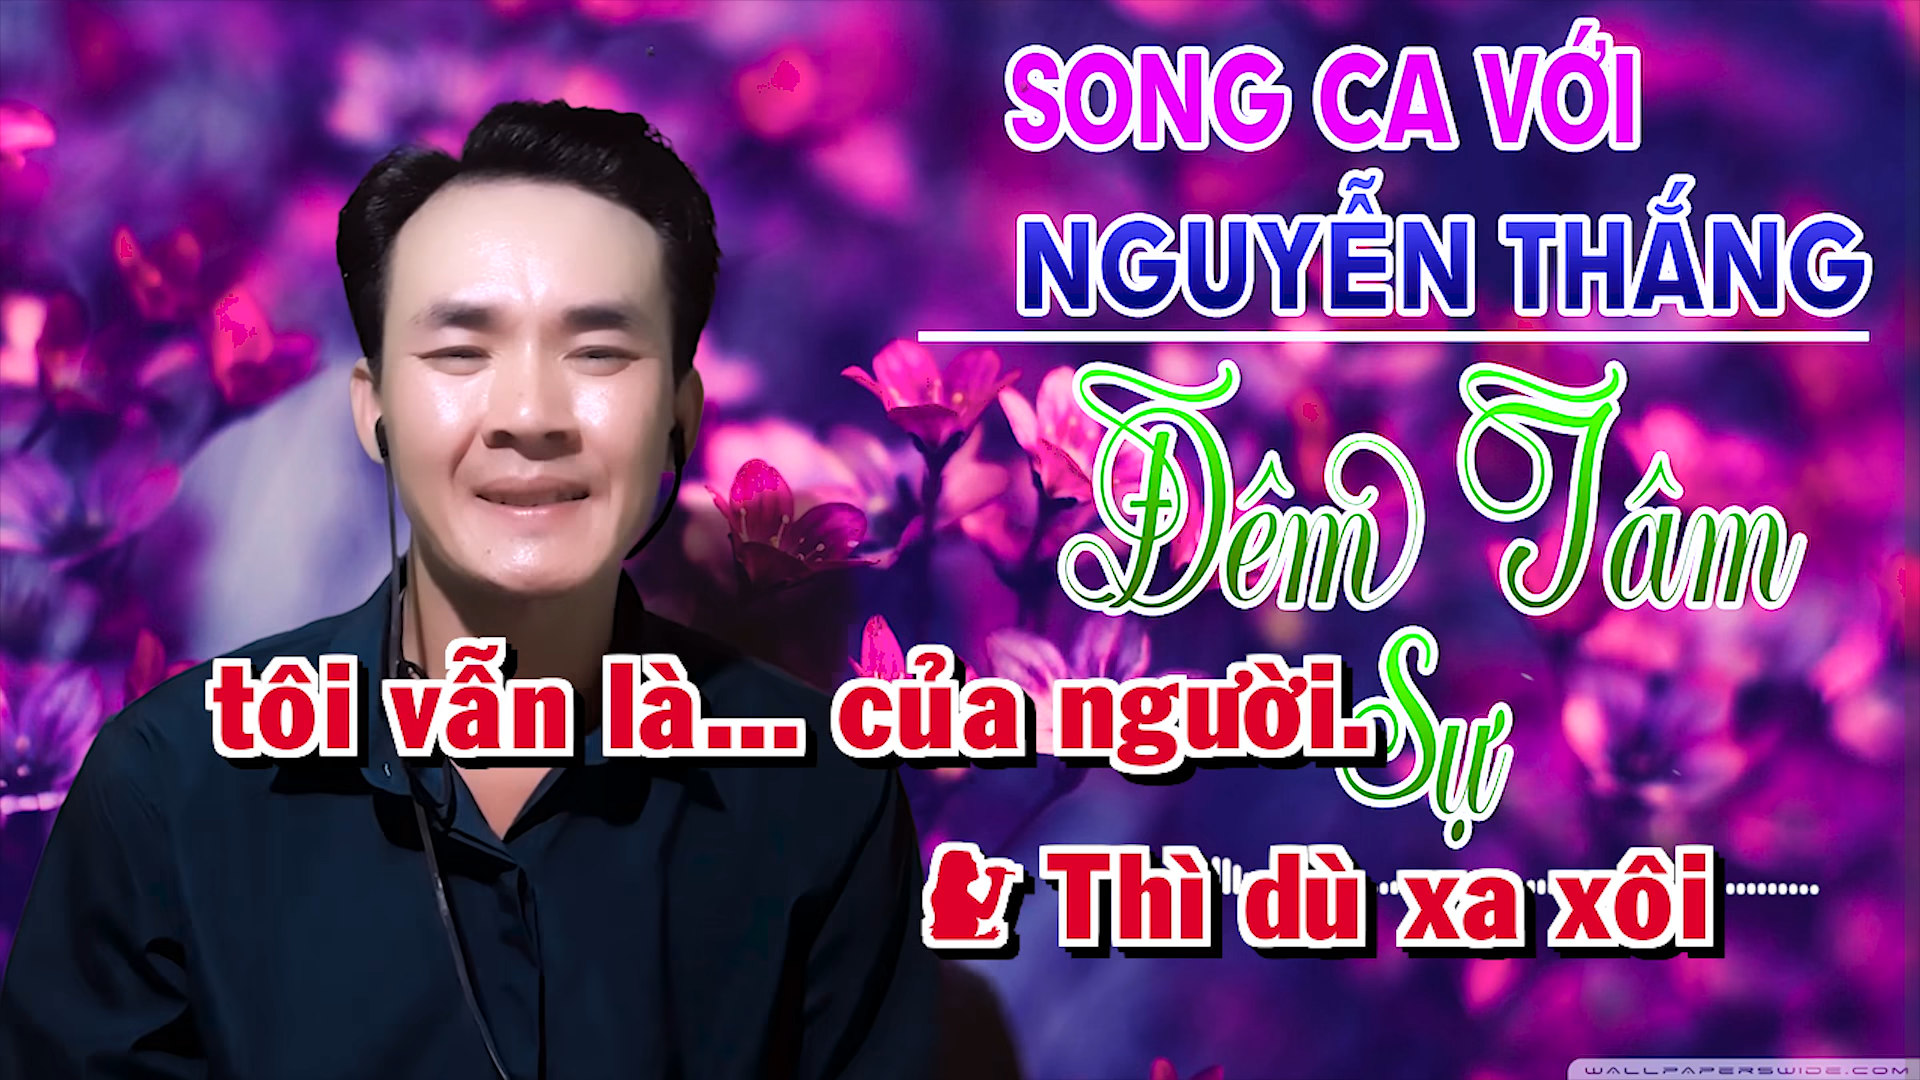 SONG CA VỚI
NGUYỄN THẮNG
Đêm Tâm
Sự
tôi vẫn là... của người.
Thì dù xa xôi
WALLPAPERSWIDE.COM